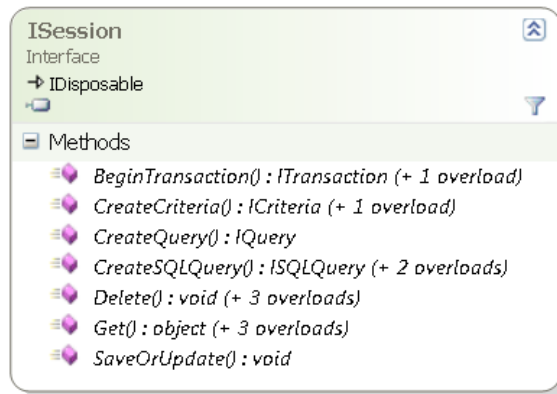 ISession
Interface
IDisposable
Methods
BeginTransaction() : ITransaction (+ 1 overload)
CreateCriteria() : ICriteria (+ 1 overload)
CreateQuery() : IQuery
CreateSQLQuery() : ISQLQuery (+ 2 overloads)
Delete() : void (+ 3 overloads)
Get() : object (+ 3 overloads)
SaveOrUpdate() : void